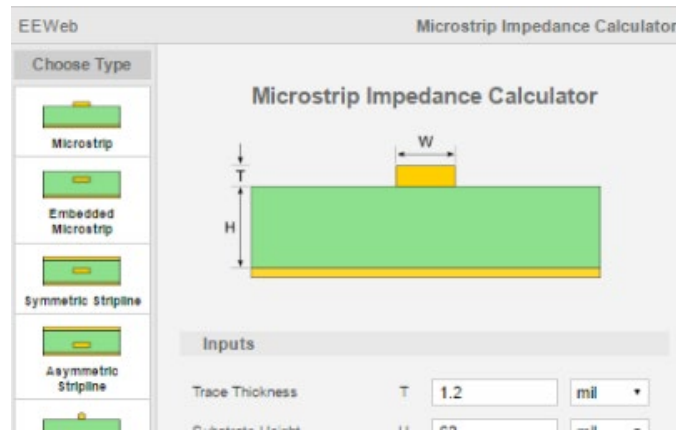 EEWeb
Microstrip Impedance Calculator
Choose Type
Microstrip
Embedded
Microstrip
Symmetric Stripline
Asymmetric
Stripline
Microstrip Impedance Calculator
W
T
H
Inputs
Trace Thickness T 1.2 mil